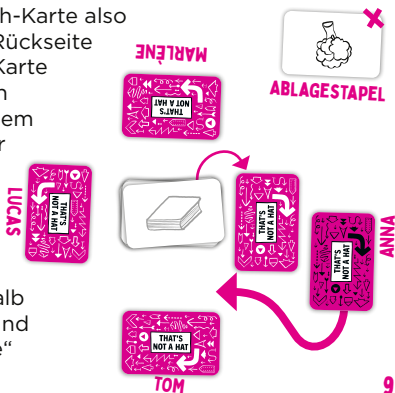 h-Karte also
Rückseite
Karte
n
em
r
MARLÈNE
THAT'S
NOT A HAT
ABLAGESTAPEL
LUCAS
THAT'S
NOT A HAT
THAT'S
NOT A HAT
THAT'S
NOT A HAT
ANNA
alb
nd
e“
THAT'S
NOT A HAT
TOM
9